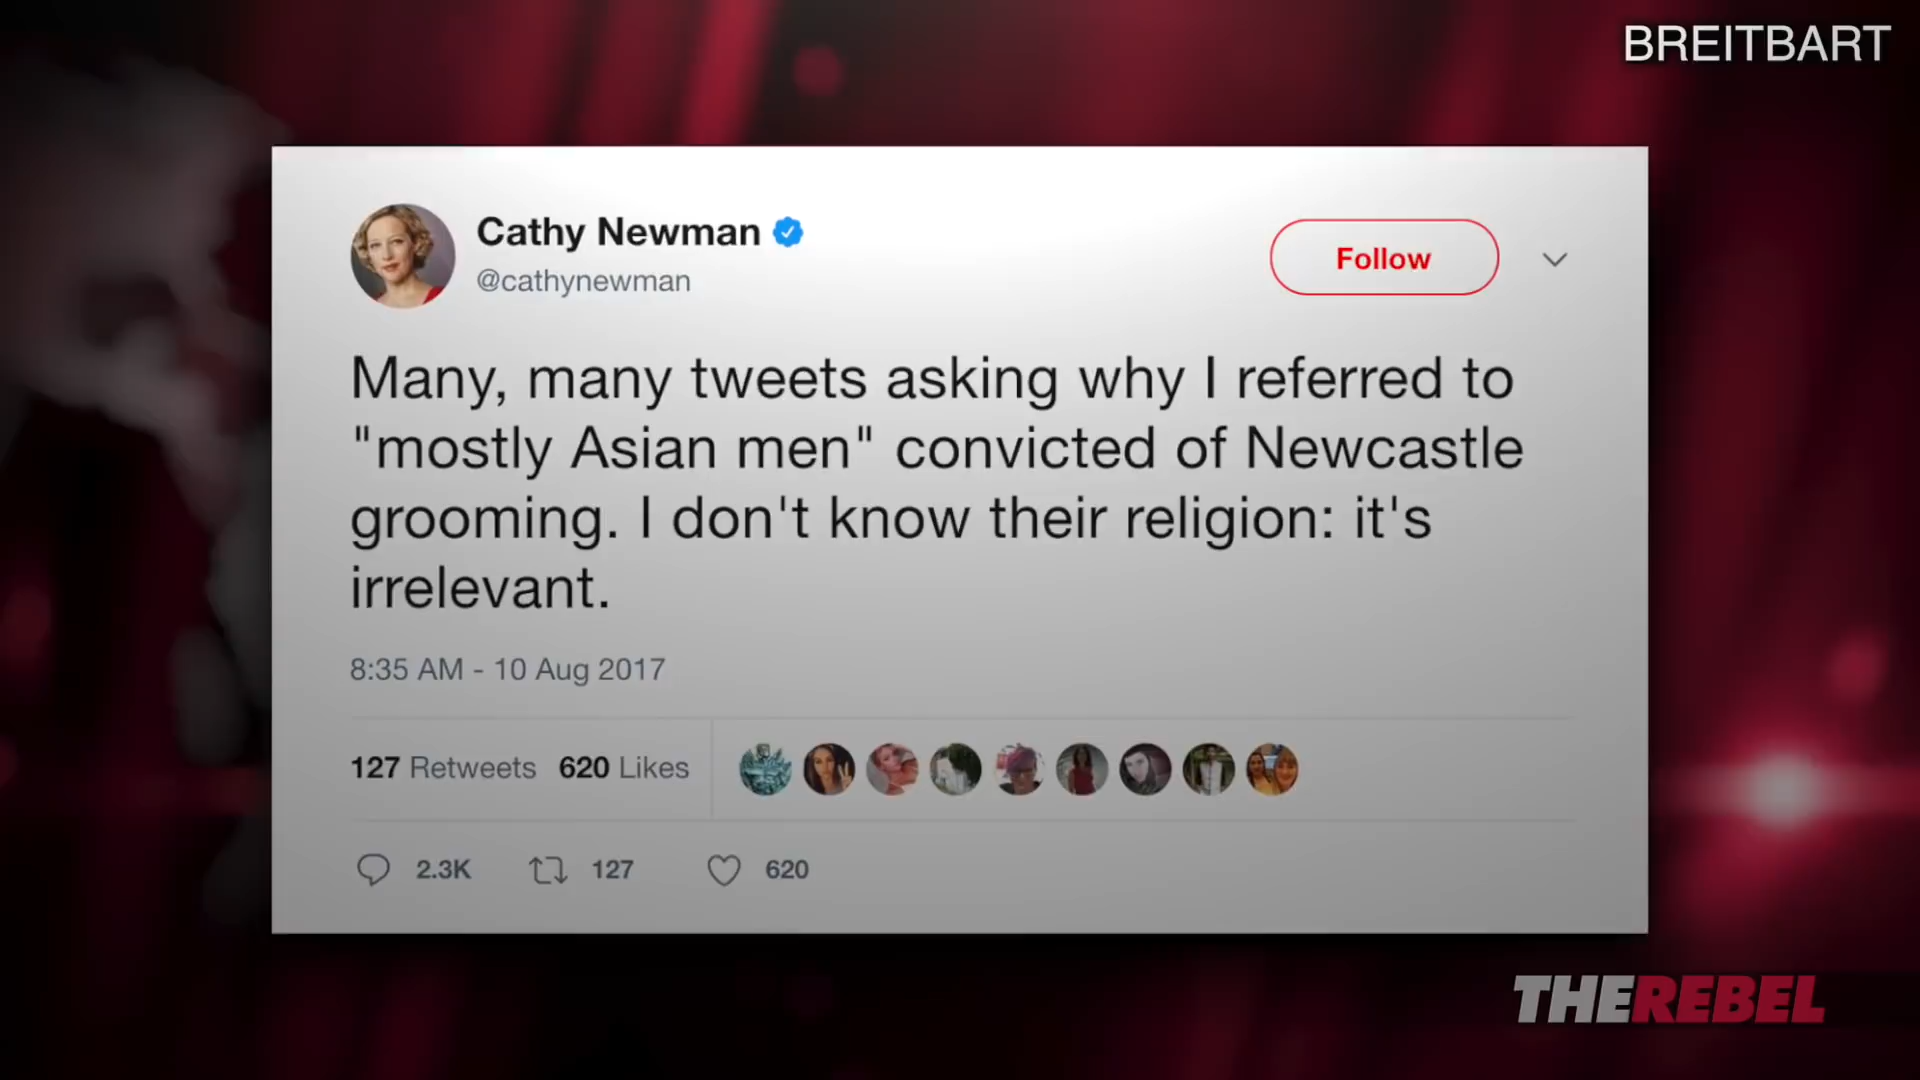 BREITBART
Cathy Newman
@cathynewman
Follow
Many, many tweets asking why I referred to
"mostly Asian men" convicted of Newcastle
grooming. I don't know their religion: it's
irrelevant.
8:35 AM - 10 Aug 2017
127 Retweets 620 Likes
2.3K 127 620
THEREBEL